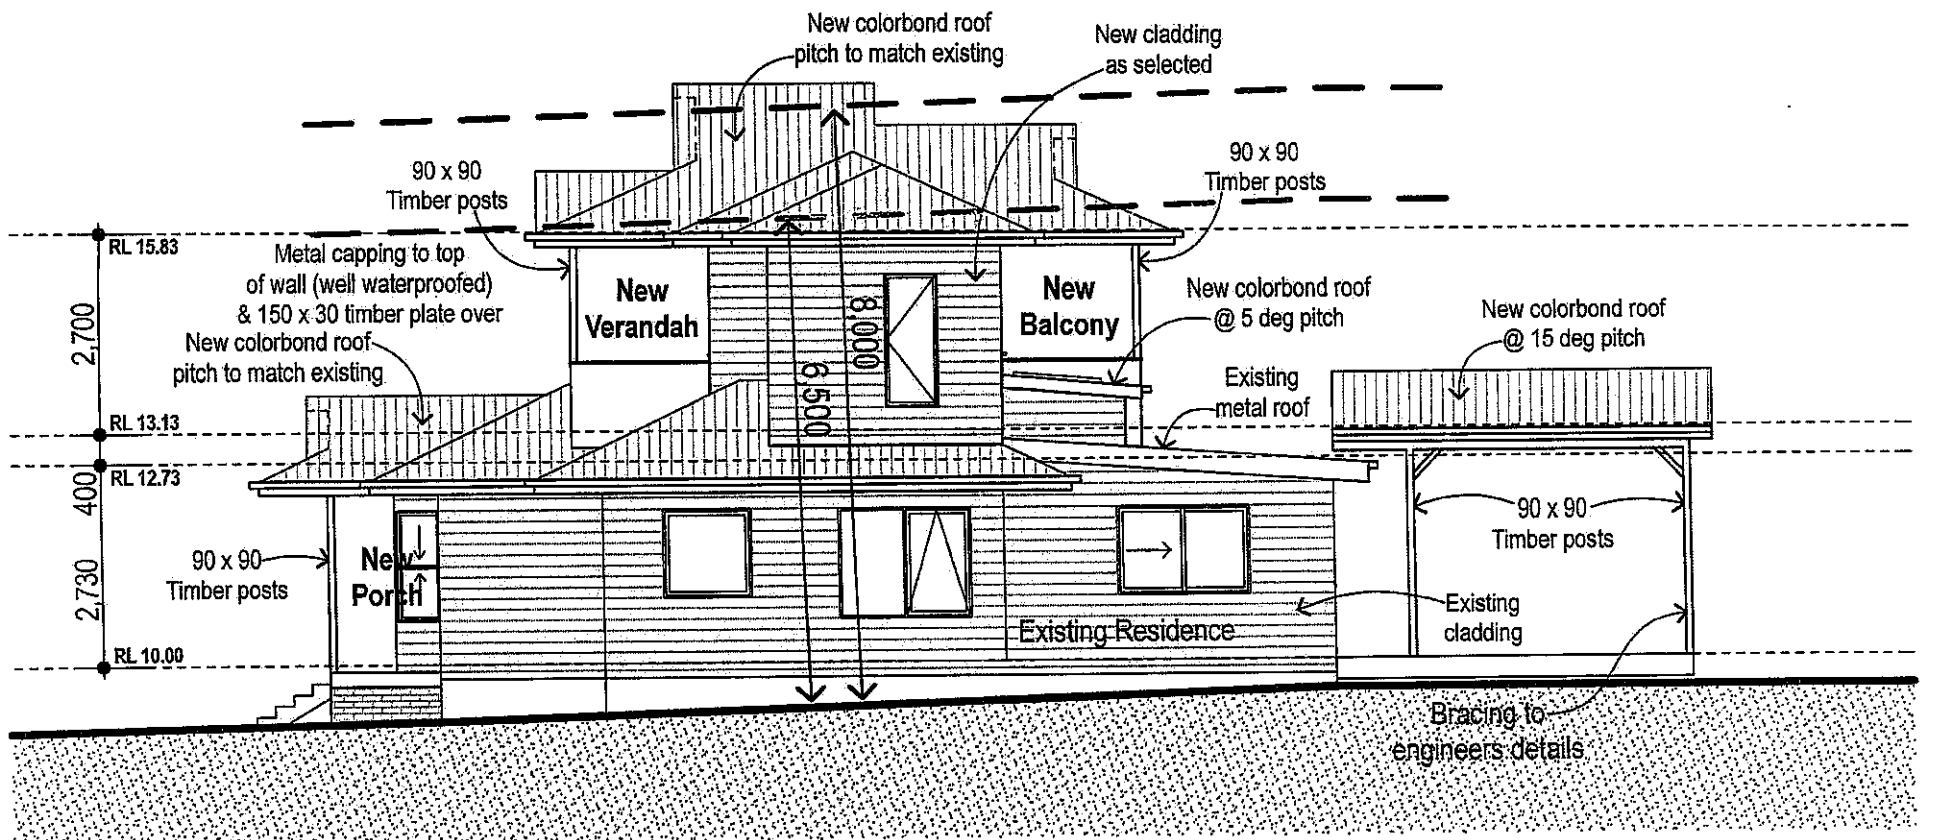 New colorbond roof
pitch to match existing
New cladding
as selected
90 x 90
Timber posts
90 x 90
Timber posts
RL 15.83
Metal capping to top
of wall (well waterproofed)
& 150 x 30 timber plate over
New colorbond roof
pitch to match existing
New
Verandah
New
Balcony
New colorbond roof
@ 5 deg pitch
New colorbond roof
@ 15 deg pitch
Existing
metal roof
2,700
8,000
6,500
RL 13.13
RL 12.73
400
90 x 90
Timber posts
90 x 90
Timber posts
New
Porch
2,730
Existing
cladding
Existing Residence
RL 10.00
Bracing to
engineers details